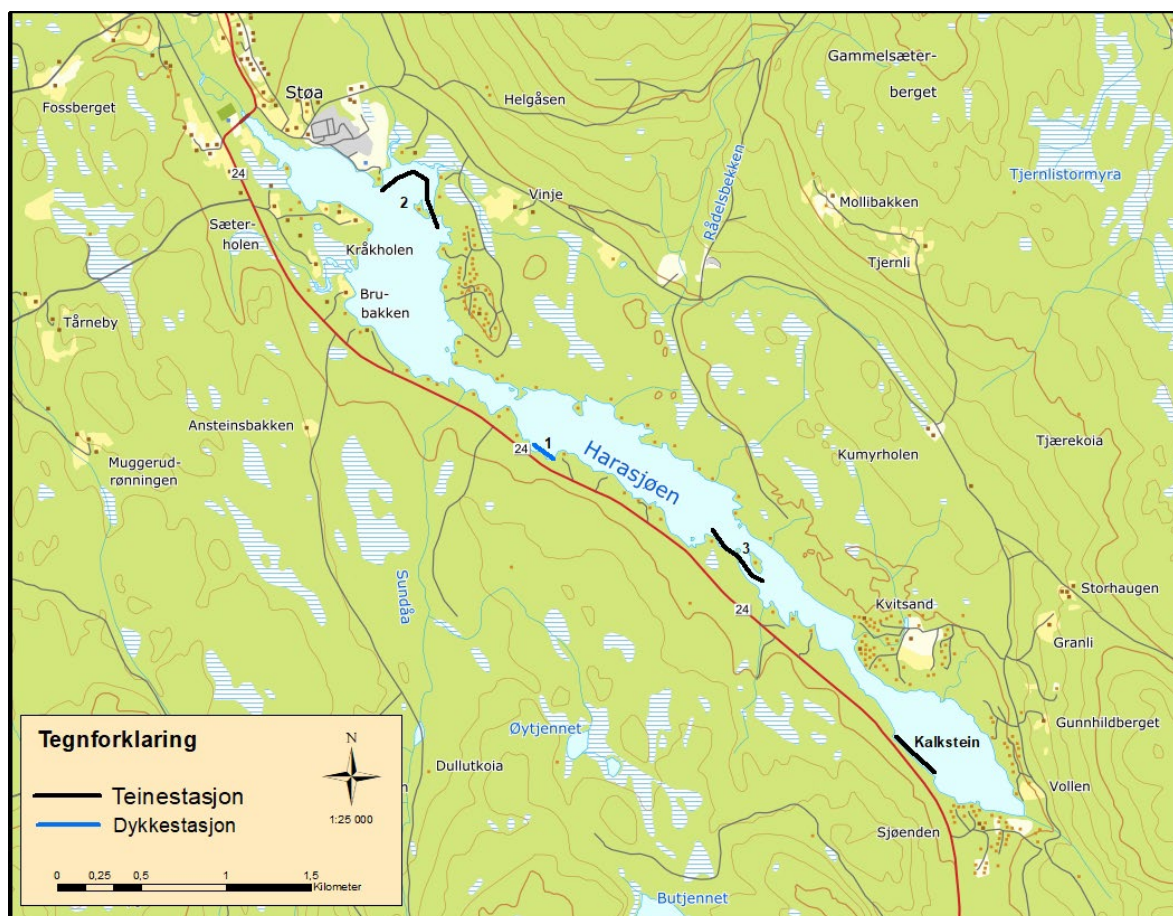 Gammelsæter-
berget
Støa
Helgåsen
Fossberget
24
Tjernlistormyra
Vinje
Mollibakken
2
Rådelsbekken
Sæter-
holen
Kråkholen
Tjernli
Bru-
bakken
Tårneby
Ansteinsbakken
1
24
Harasjøen
Tjærekoia
Muggerud-
rønningen
Kumyrholen
3
Sundåa
Storhaugen
24
Kvitsand
Granli
Øytjennet
Gunnhildberget
Kalkstein
Dullutkoia
Vollen
Sjøenden
Butjennet
Tegnforklaring
N
Teinestasjon
Dykkestasjon
1:25 000
0 0,25 0,5 1 1,5
Kilometer